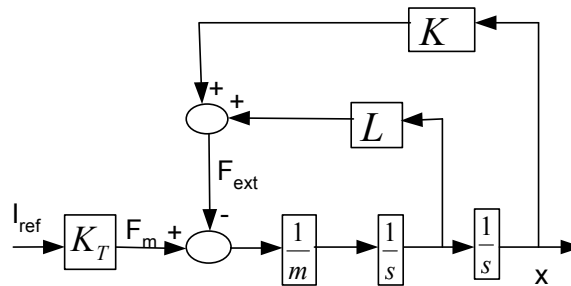 K
+
+
L
F_ext
I_ref
K_T
F_m
+
-
1/m
1/s
1/s
x